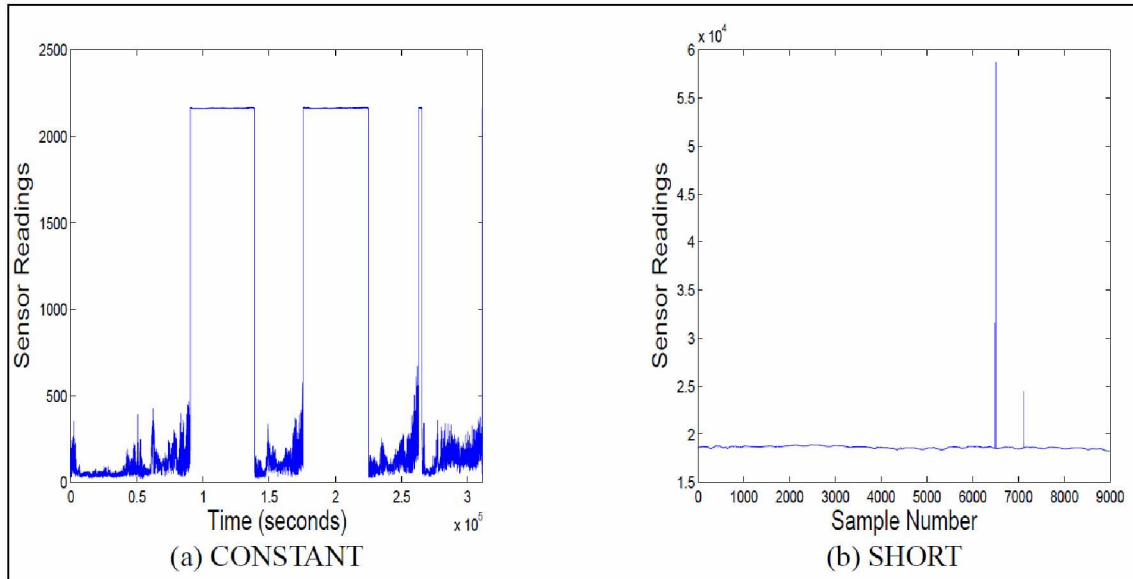 2500
2000
1500
1000
500
0
Sensor Readings
0 0.5 1 1.5 2 2.5 3
x 10^5
Time (seconds)
(a) CONSTANT
x 10^4
6
5.5
5
4.5
4
3.5
3
2.5
2
1.5
Sensor Readings
0 1000 2000 3000 4000 5000 6000 7000 8000 9000
Sample Number
(b) SHORT